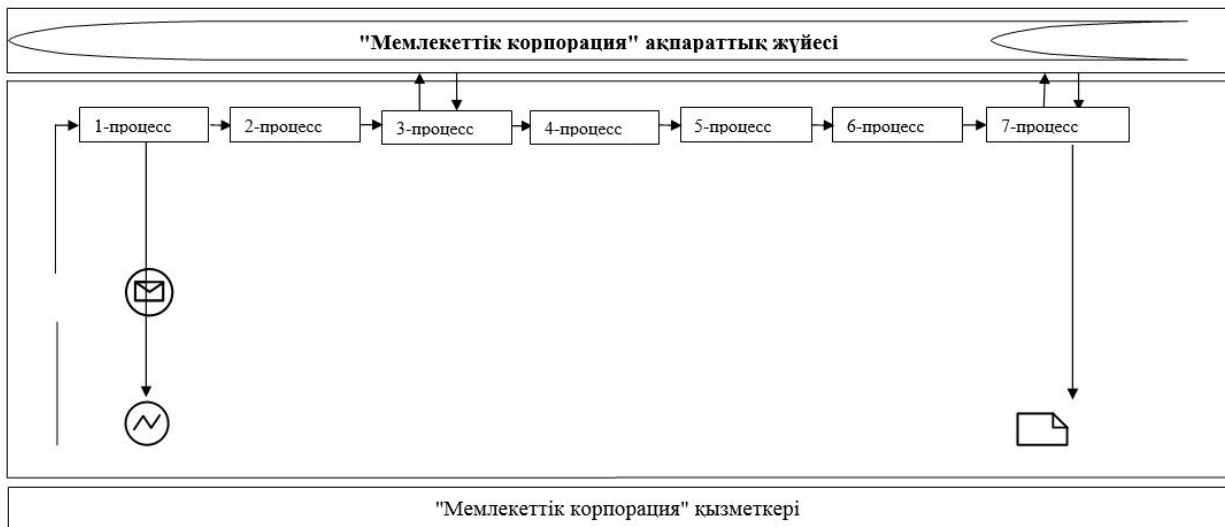 "Мемлекеттік корпорация" ақпараттық жүйесі
1-процесс
2-процесс
3-процесс
4-процесс
5-процесс
6-процесс
7-процесс
"Мемлекеттік корпорация" қызметкері